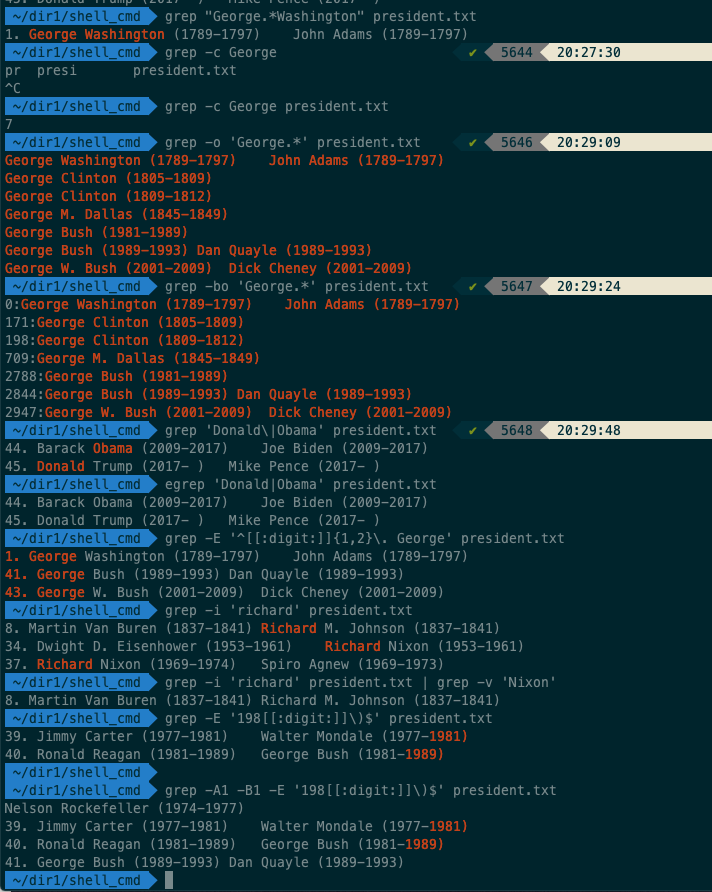 45. Donald Trump (2017- )   Mike Pence (2017- )
~/dir1/shell_cmd grep "George.*Washington" president.txt
1. George Washington (1789-1797)    John Adams (1789-1797)
~/dir1/shell_cmd grep -c George ✔ 5644 20:27:30
pr  presi       president.txt
^C
~/dir1/shell_cmd grep -c George president.txt
7
~/dir1/shell_cmd grep -o 'George.*' president.txt ✔ 5646 20:29:09
George Washington (1789-1797)    John Adams (1789-1797)
George Clinton (1805-1809)
George Clinton (1809-1812)
George M. Dallas (1845-1849)
George Bush (1981-1989)
George Bush (1989-1993) Dan Quayle (1989-1993)
George W. Bush (2001-2009)  Dick Cheney (2001-2009)
~/dir1/shell_cmd grep -bo 'George.*' president.txt ✔ 5647 20:29:24
0:George Washington (1789-1797)    John Adams (1789-1797)
171:George Clinton (1805-1809)
198:George Clinton (1809-1812)
709:George M. Dallas (1845-1849)
2788:George Bush (1981-1989)
2844:George Bush (1989-1993) Dan Quayle (1989-1993)
2947:George W. Bush (2001-2009)  Dick Cheney (2001-2009)
~/dir1/shell_cmd grep 'Donald\|Obama' president.txt ✔ 5648 20:29:48
44. Barack Obama (2009-2017)    Joe Biden (2009-2017)
45. Donald Trump (2017- )   Mike Pence (2017- )
~/dir1/shell_cmd egrep 'Donald|Obama' president.txt
44. Barack Obama (2009-2017)    Joe Biden (2009-2017)
45. Donald Trump (2017- )   Mike Pence (2017- )
~/dir1/shell_cmd grep -E '^[[:digit:]]{1,2}\. George' president.txt
1. George Washington (1789-1797)    John Adams (1789-1797)
41. George Bush (1989-1993) Dan Quayle (1989-1993)
43. George W. Bush (2001-2009)  Dick Cheney (2001-2009)
~/dir1/shell_cmd grep -i 'richard' president.txt
8. Martin Van Buren (1837-1841) Richard M. Johnson (1837-1841)
34. Dwight D. Eisenhower (1953-1961)    Richard Nixon (1953-1961)
37. Richard Nixon (1969-1974)   Spiro Agnew (1969-1973)
~/dir1/shell_cmd grep -i 'richard' president.txt | grep -v 'Nixon'
8. Martin Van Buren (1837-1841) Richard M. Johnson (1837-1841)
~/dir1/shell_cmd grep -E '198[[:digit:]]\)$' president.txt
39. Jimmy Carter (1977-1981)    Walter Mondale (1977-1981)
40. Ronald Reagan (1981-1989)   George Bush (1981-1989)
~/dir1/shell_cmd
~/dir1/shell_cmd grep -A1 -B1 -E '198[[:digit:]]\)$' president.txt
Nelson Rockefeller (1974-1977)
39. Jimmy Carter (1977-1981)    Walter Mondale (1977-1981)
40. Ronald Reagan (1981-1989)   George Bush (1981-1989)
41. George Bush (1989-1993) Dan Quayle (1989-1993)
~/dir1/shell_cmd